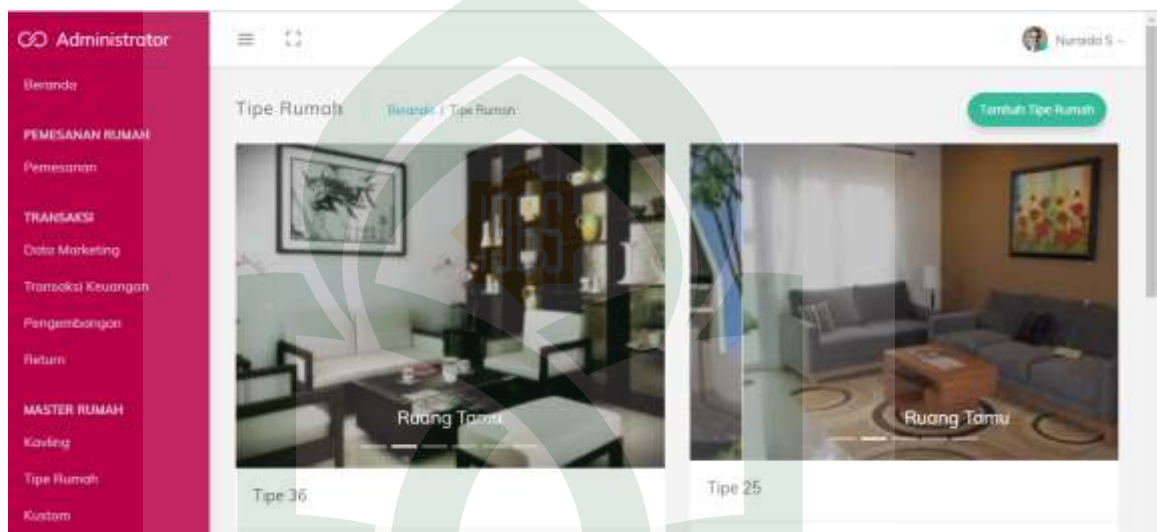 Administrator
Nuraida S
Beranda
Tipe Rumah
Beranda / Tipe Rumah
Tambah Tipe Rumah
PEMESANAN RUMAH
Pemesanan
TRANSAKSI
Data Marketing
Transaksi Keuangan
Pengembangan
Return
MASTER RUMAH
Kavling
Tipe Rumah
Kustom
Ruang Tamu
Ruang Tamu
Tipe 36
Tipe 25